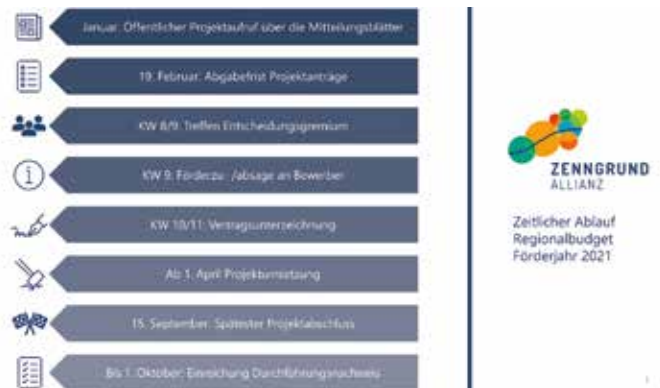 Januar: Öffentlicher Projektaufruf über die Mitteilungsblätter
19. Februar: Abgabefrist Projektanträge
KW 8/9: Treffen Entscheidungsgremium
KW 9: Förderzu- /absage an Bewerber
KW 10/11: Vertragsunterzeichnung
Ab 1. April Projektumsetzung
15. September: Spätester Projektabschluss
Bis 1. Oktober: Einreichung Durchführungsnachweis
ZENNGRUND
ALLIANZ
Zeitlicher Ablauf
Regionalbudget
Förderjahr 2021